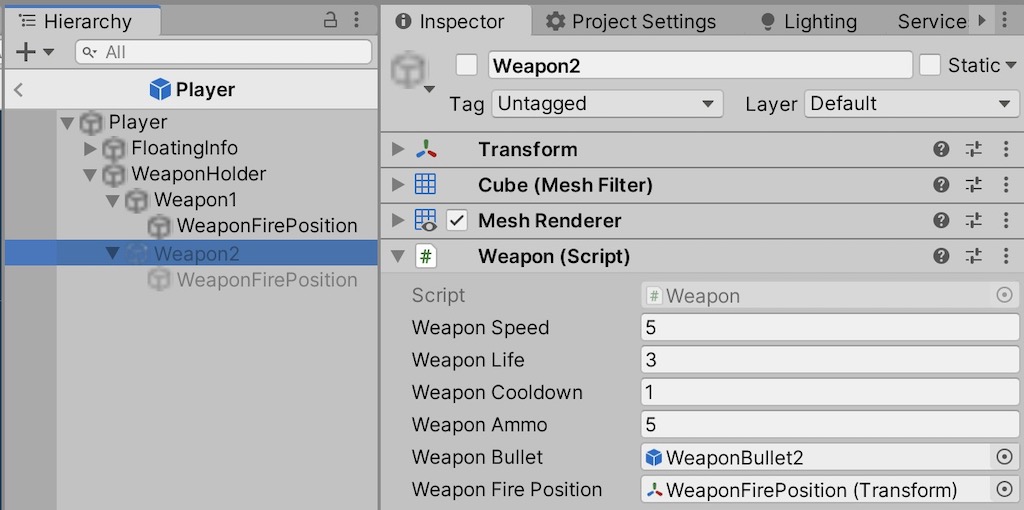 Hierarchy
All
Player
Player
FloatingInfo
WeaponHolder
Weapon1
WeaponFirePosition
Weapon2
WeaponFirePosition
Inspector
Project Settings
Lighting
Service
Weapon2
Static
Tag Untagged Layer Default
Transform
Cube (Mesh Filter)
Mesh Renderer
# Weapon (Script)
Script # Weapon
Weapon Speed 5
Weapon Life 3
Weapon Cooldown 1
Weapon Ammo 5
Weapon Bullet WeaponBullet2
Weapon Fire Position WeaponFirePosition (Transform)